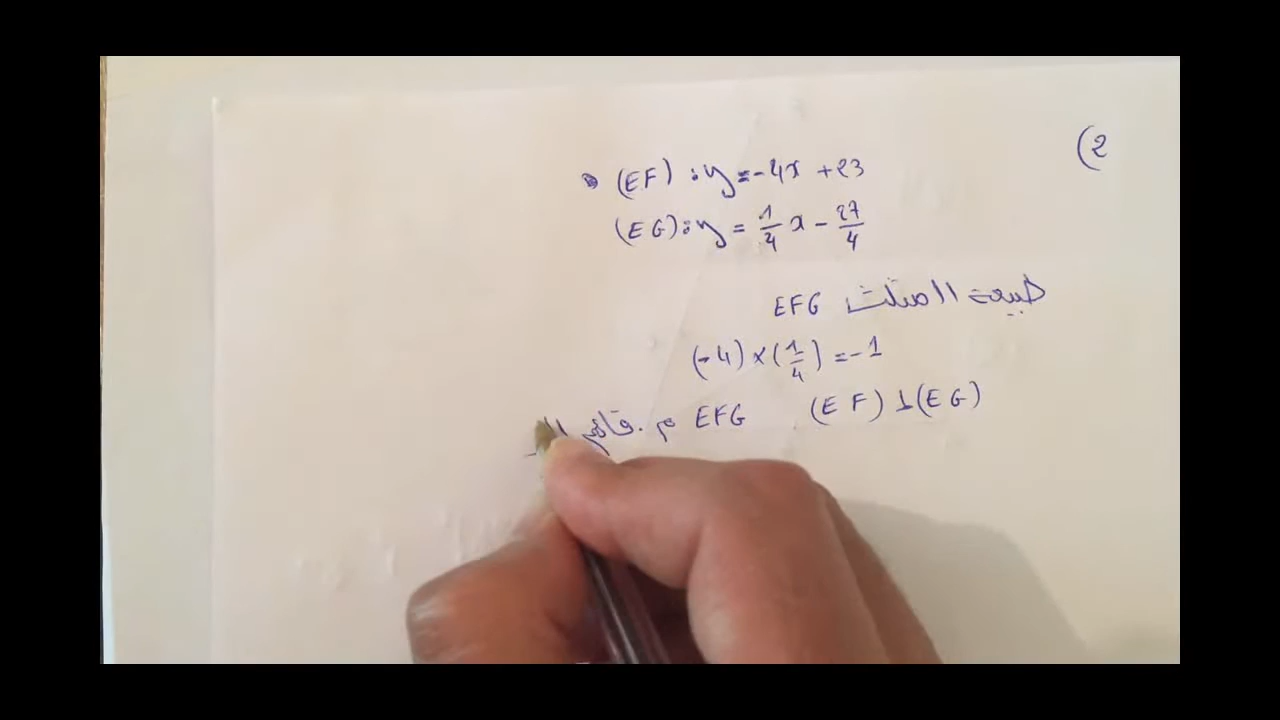 2)
• (EF) : y = -4x + 23
(EG) : y = 1/4 x - 27/4
طبيعة المثلث EFG
(-4) × (1/4) = -1
(EF) ⊥ (EG) EFG م. قائم